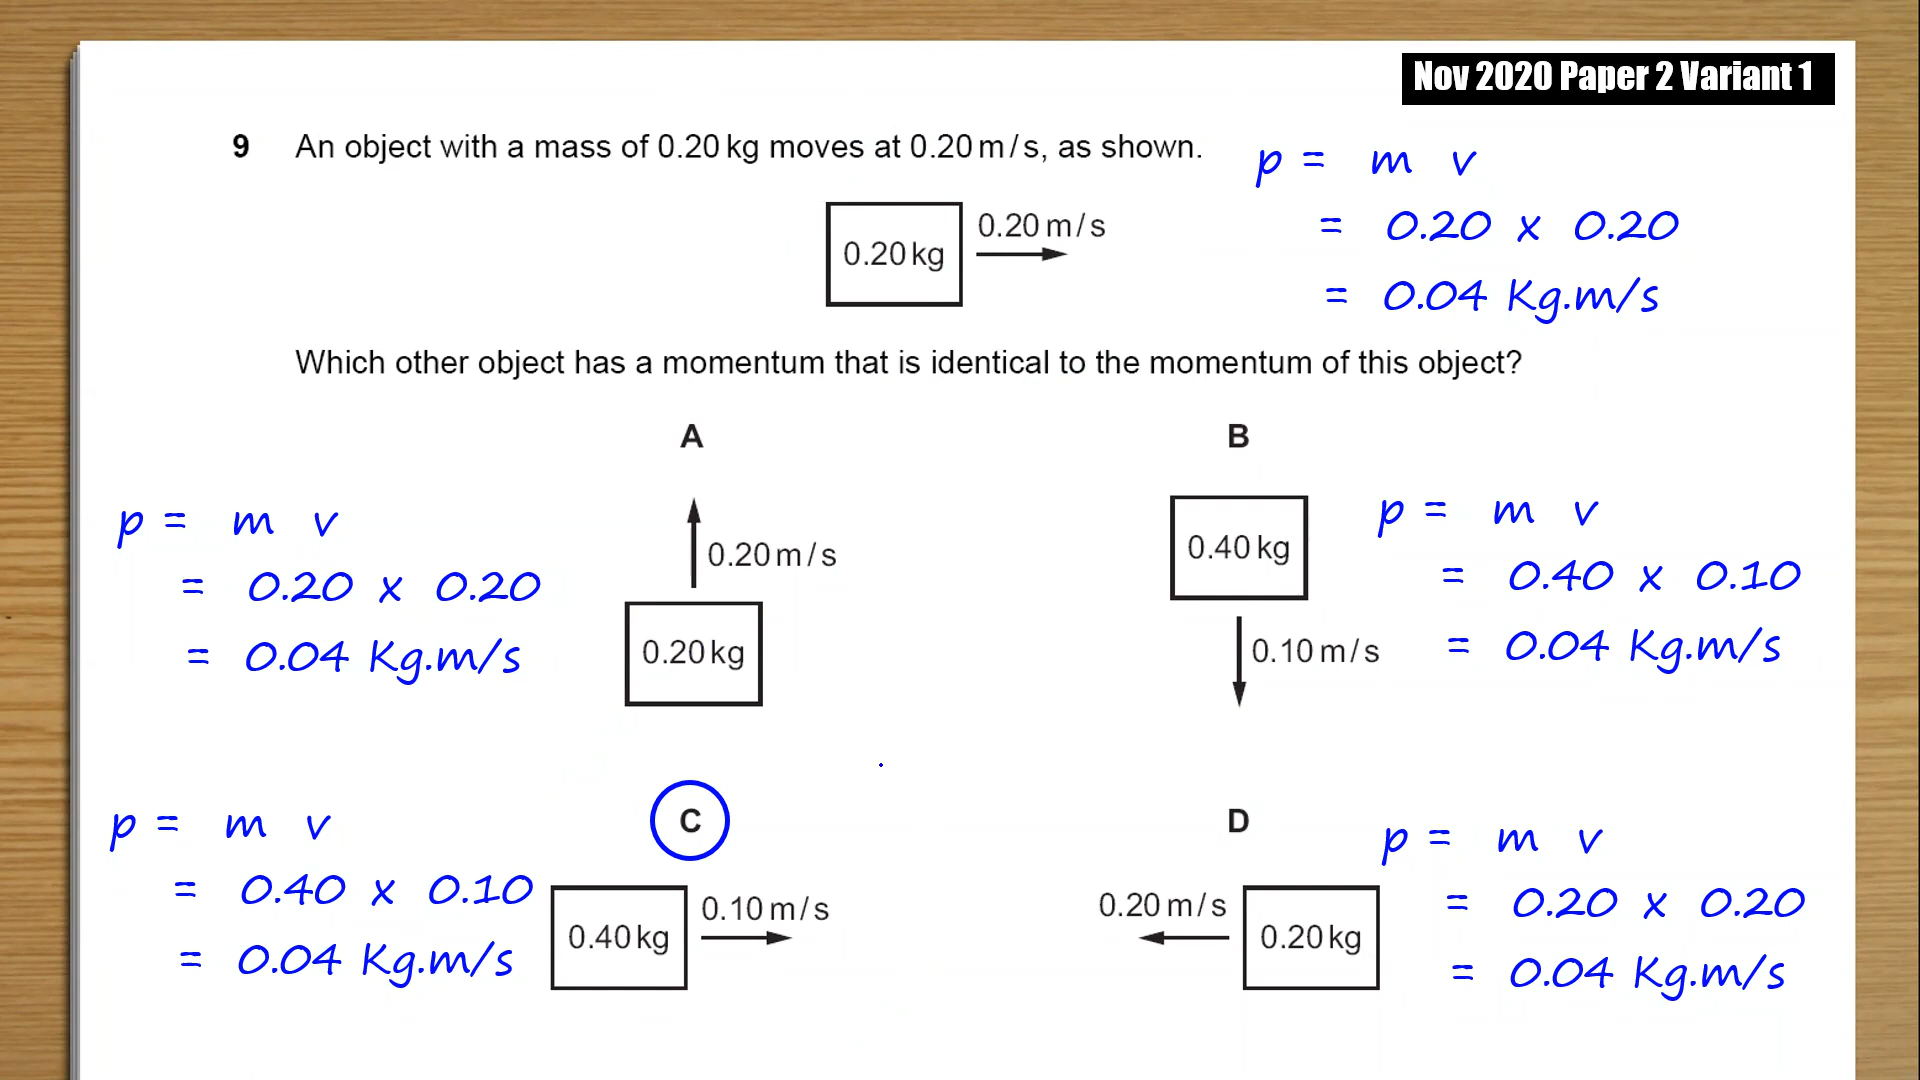 Nov 2020 Paper 2 Variant 1
9 An object with a mass of 0.20 kg moves at 0.20 m/s, as shown.
p = m v
0.20 m/s
= 0.20 x 0.20
0.20 kg
= 0.04 Kg.m/s
Which other object has a momentum that is identical to the momentum of this object?
A
p = m v
0.20 m/s
= 0.20 x 0.20
0.20 kg
= 0.04 Kg.m/s
B
0.40 kg
p = m v
= 0.40 x 0.10
0.10 m/s
= 0.04 Kg.m/s
C
p = m v
= 0.40 x 0.10
0.10 m/s
0.40 kg
= 0.04 Kg.m/s
D
p = m v
0.20 m/s
= 0.20 x 0.20
0.20 kg
= 0.04 Kg.m/s